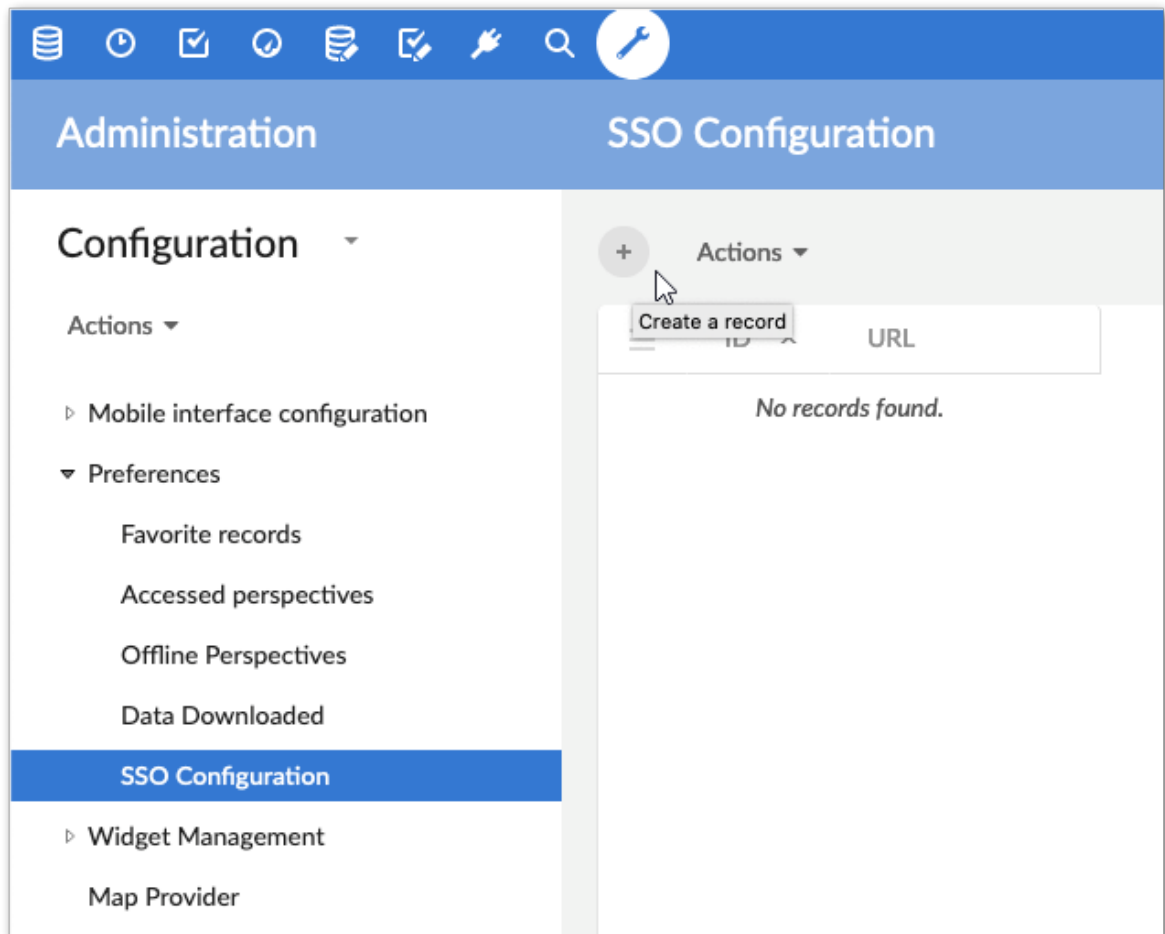 Administration
SSO Configuration
Configuration
Actions
Actions
Create a record
ID
URL
No records found.
Mobile interface configuration
Preferences
Favorite records
Accessed perspectives
Offline Perspectives
Data Downloaded
SSO Configuration
Widget Management
Map Provider